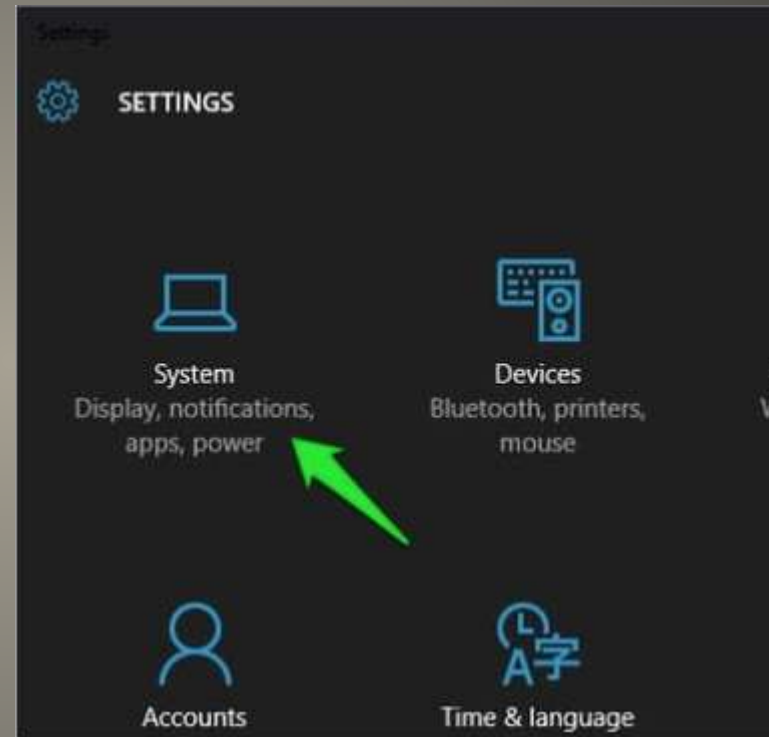 Settings
SETTINGS
System
Display, notifications,
apps, power
Devices
Bluetooth, printers,
mouse
Accounts
Time & language